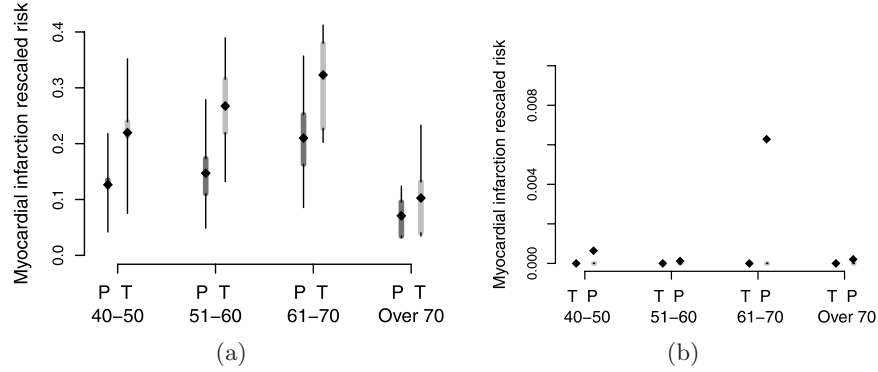 Myocardial infarction rescaled risk
0.4
0.3
0.2
0.1
0.0
P T P T P T P T
40–50 51–60 61–70 Over 70
(a)
Myocardial infarction rescaled risk
0.008
0.004
0.000
T P T P T P T P
40–50 51–60 61–70 Over 70
(b)